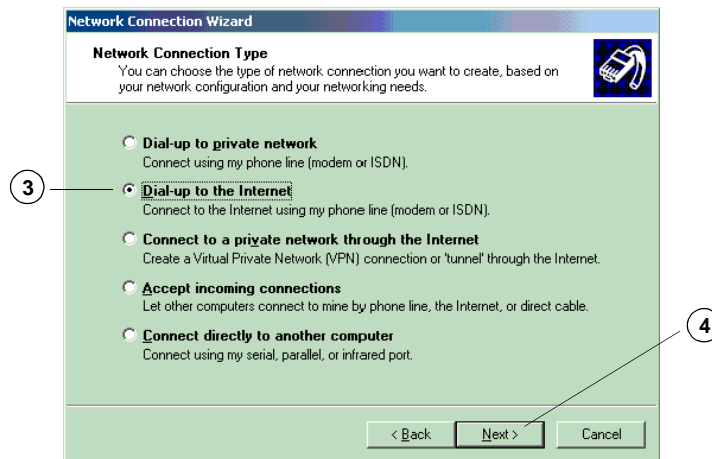 Network Connection Wizard
Network Connection Type
You can choose the type of network connection you want to create, based on
your network configuration and your networking needs.
Dial-up to private network
Connect using my phone line (modem or ISDN).
3
Dial-up to the Internet
Connect to the Internet using my phone line (modem or ISDN).
Connect to a private network through the Internet
Create a Virtual Private Network (VPN) connection or 'tunnel' through the Internet.
Accept incoming connections
Let other computers connect to mine by phone line, the Internet, or direct cable.
4
Connect directly to another computer
Connect using my serial, parallel, or infrared port.
< Back Next > Cancel